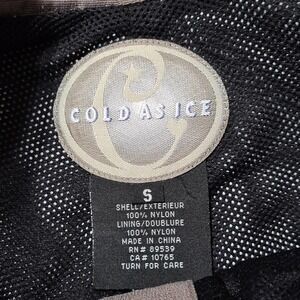 COLD AS ICE
S
SHELL/EXTERIEUR
100% NYLON
LINING/DOUBLURE
100% NYLON
MADE IN CHINA
RN# 89539
CA# 10765
TURN FOR CARE